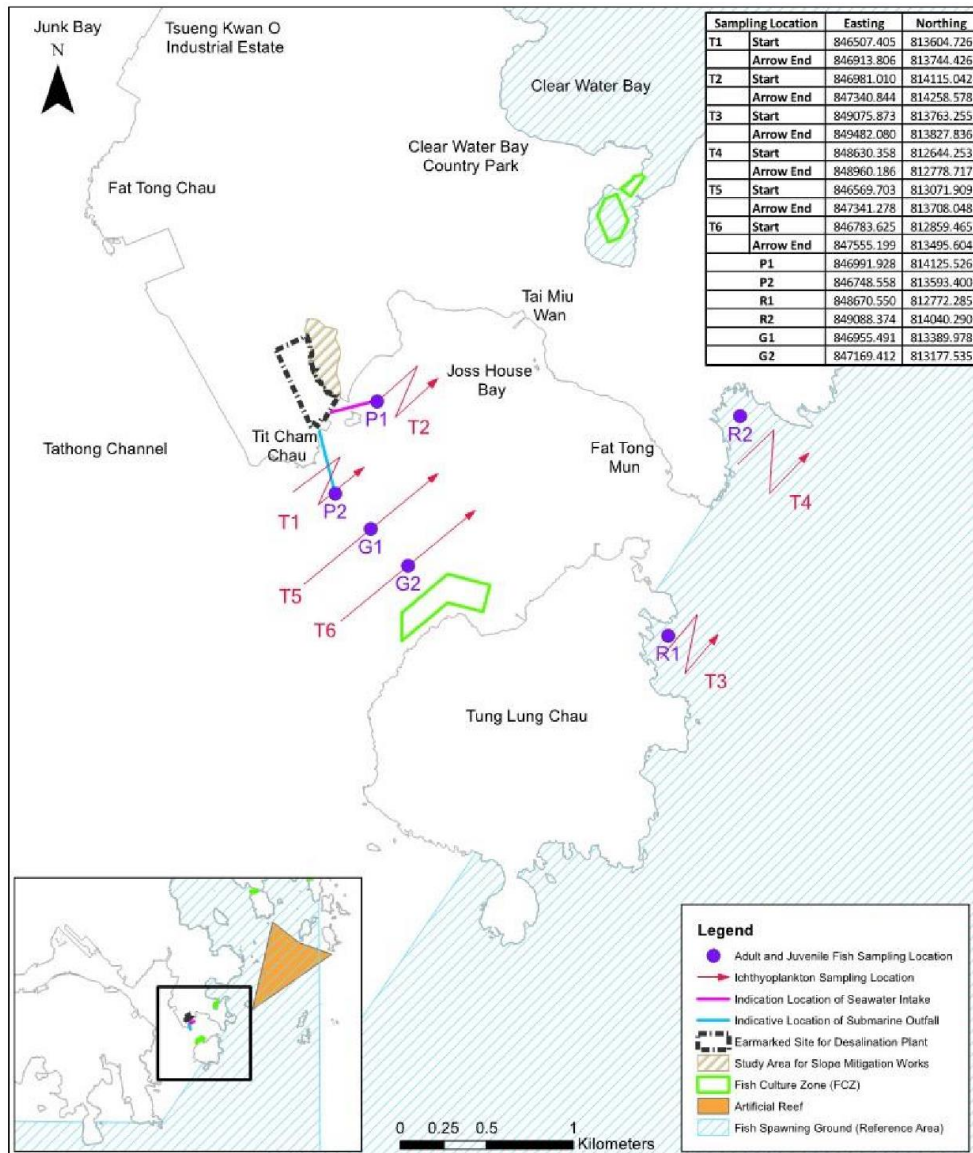 Junk Bay
N
Tsueng Kwan O
Industrial Estate
Clear Water Bay
Clear Water Bay
Country Park
Fat Tong Chau
Tai Miu
Wan
Joss House
Bay
P1
T2
Tit Cham
Chau
Tathong Channel
Fat Tong
Mun
R2
T4
T1
P2
G1
G2
T5
T6
R1
T3
Tung Lung Chau
Sampling Location Easting Northing
T1 Start 846507.405 813604.726
Arrow End 846913.806 813744.426
T2 Start 846981.010 814115.042
Arrow End 847340.844 814258.578
T3 Start 849075.873 813763.255
Arrow End 849482.080 813827.836
T4 Start 848630.358 812644.253
Arrow End 848960.186 812778.717
T5 Start 846569.703 813071.909
Arrow End 847341.278 813708.048
T6 Start 846783.625 812859.465
Arrow End 847555.199 813495.604
P1 846991.928 814125.526
P2 846748.558 813593.400
R1 848670.550 812772.285
R2 849088.374 814040.290
G1 846955.491 813389.978
G2 847169.412 813177.535
Legend
Adult and Juvenile Fish Sampling Location
Ichthyoplankton Sampling Location
Indication Location of Seawater Intake
Indicative Location of Submarine Outfall
Earmarked Site for Desalination Plant
Study Area for Slope Mitigation Works
Fish Culture Zone (FCZ)
Artificial Reef
Fish Spawning Ground (Reference Area)
0 0.25 0.5 1
Kilometers